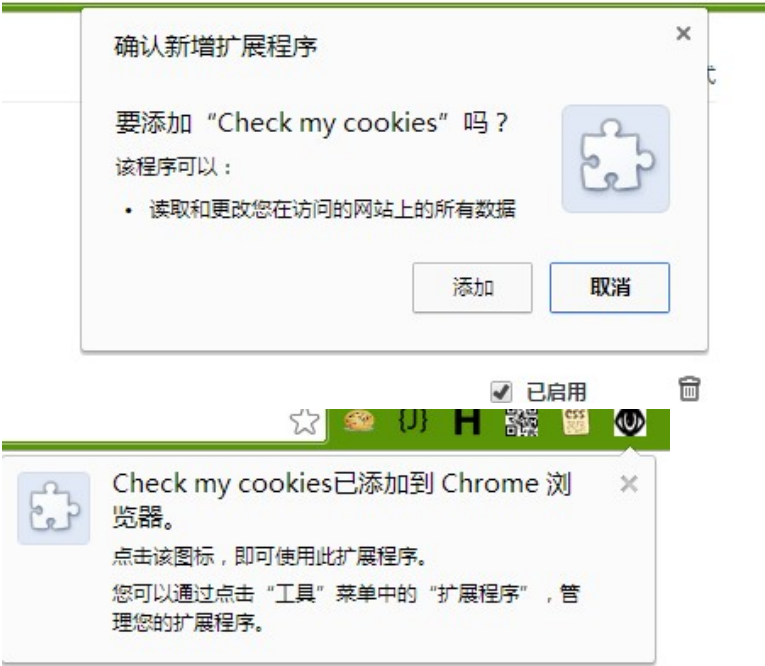 确认新增扩展程序
式
要添加“Check my cookies”吗？
该程序可以：
• 读取和更改您在访问的网站上的所有数据
添加
取消
已启用
{J} H CSS
Check my cookies已添加到 Chrome 浏
览器。
点击该图标，即可使用此扩展程序。
您可以通过点击“工具”菜单中的“扩展程序”，管
理您的扩展程序。